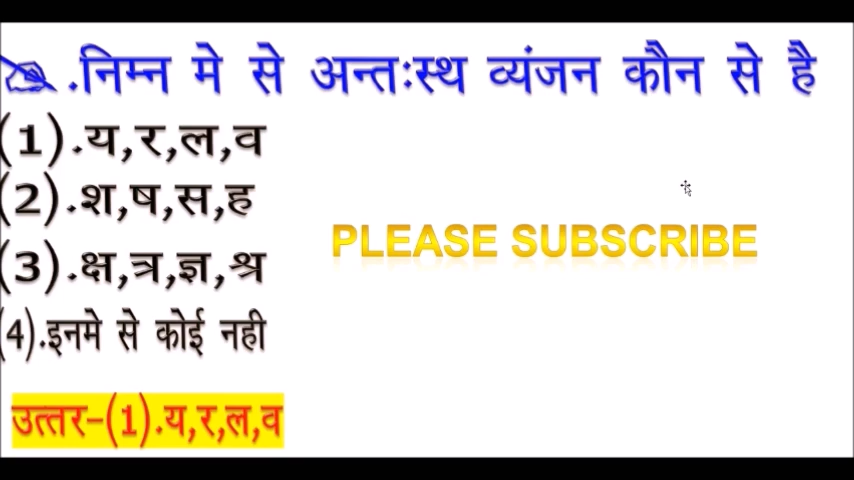 .निम्न मे से अन्तःस्थ व्यंजन कौन से है
(1).य,र,ल,व
(2).श,ष,स,ह
(3).क्ष,त्र,ज्ञ,श्र
(4).इनमे से कोई नही
PLEASE SUBSCRIBE
उत्तर-(1).य,र,ल,व